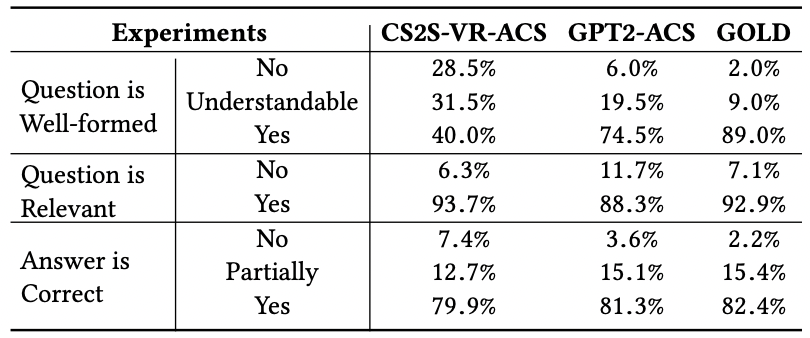 Experiments CS2S-VR-ACS GPT2-ACS GOLD
Question is Well-formed No 28.5% 6.0% 2.0%
Understandable 31.5% 19.5% 9.0%
Yes 40.0% 74.5% 89.0%
Question is Relevant No 6.3% 11.7% 7.1%
Yes 93.7% 88.3% 92.9%
Answer is Correct No 7.4% 3.6% 2.2%
Partially 12.7% 15.1% 15.4%
Yes 79.9% 81.3% 82.4%